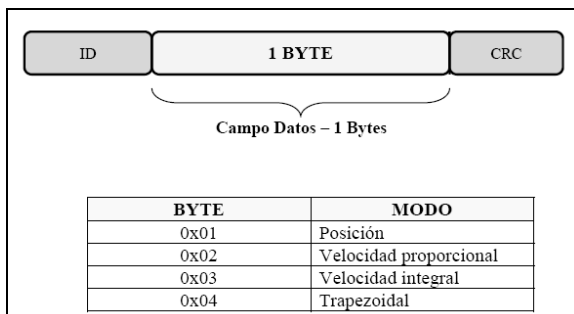 ID 1 BYTE CRC
Campo Datos – 1 Bytes
BYTE MODO
0x01 Posición
0x02 Velocidad proporcional
0x03 Velocidad integral
0x04 Trapezoidal